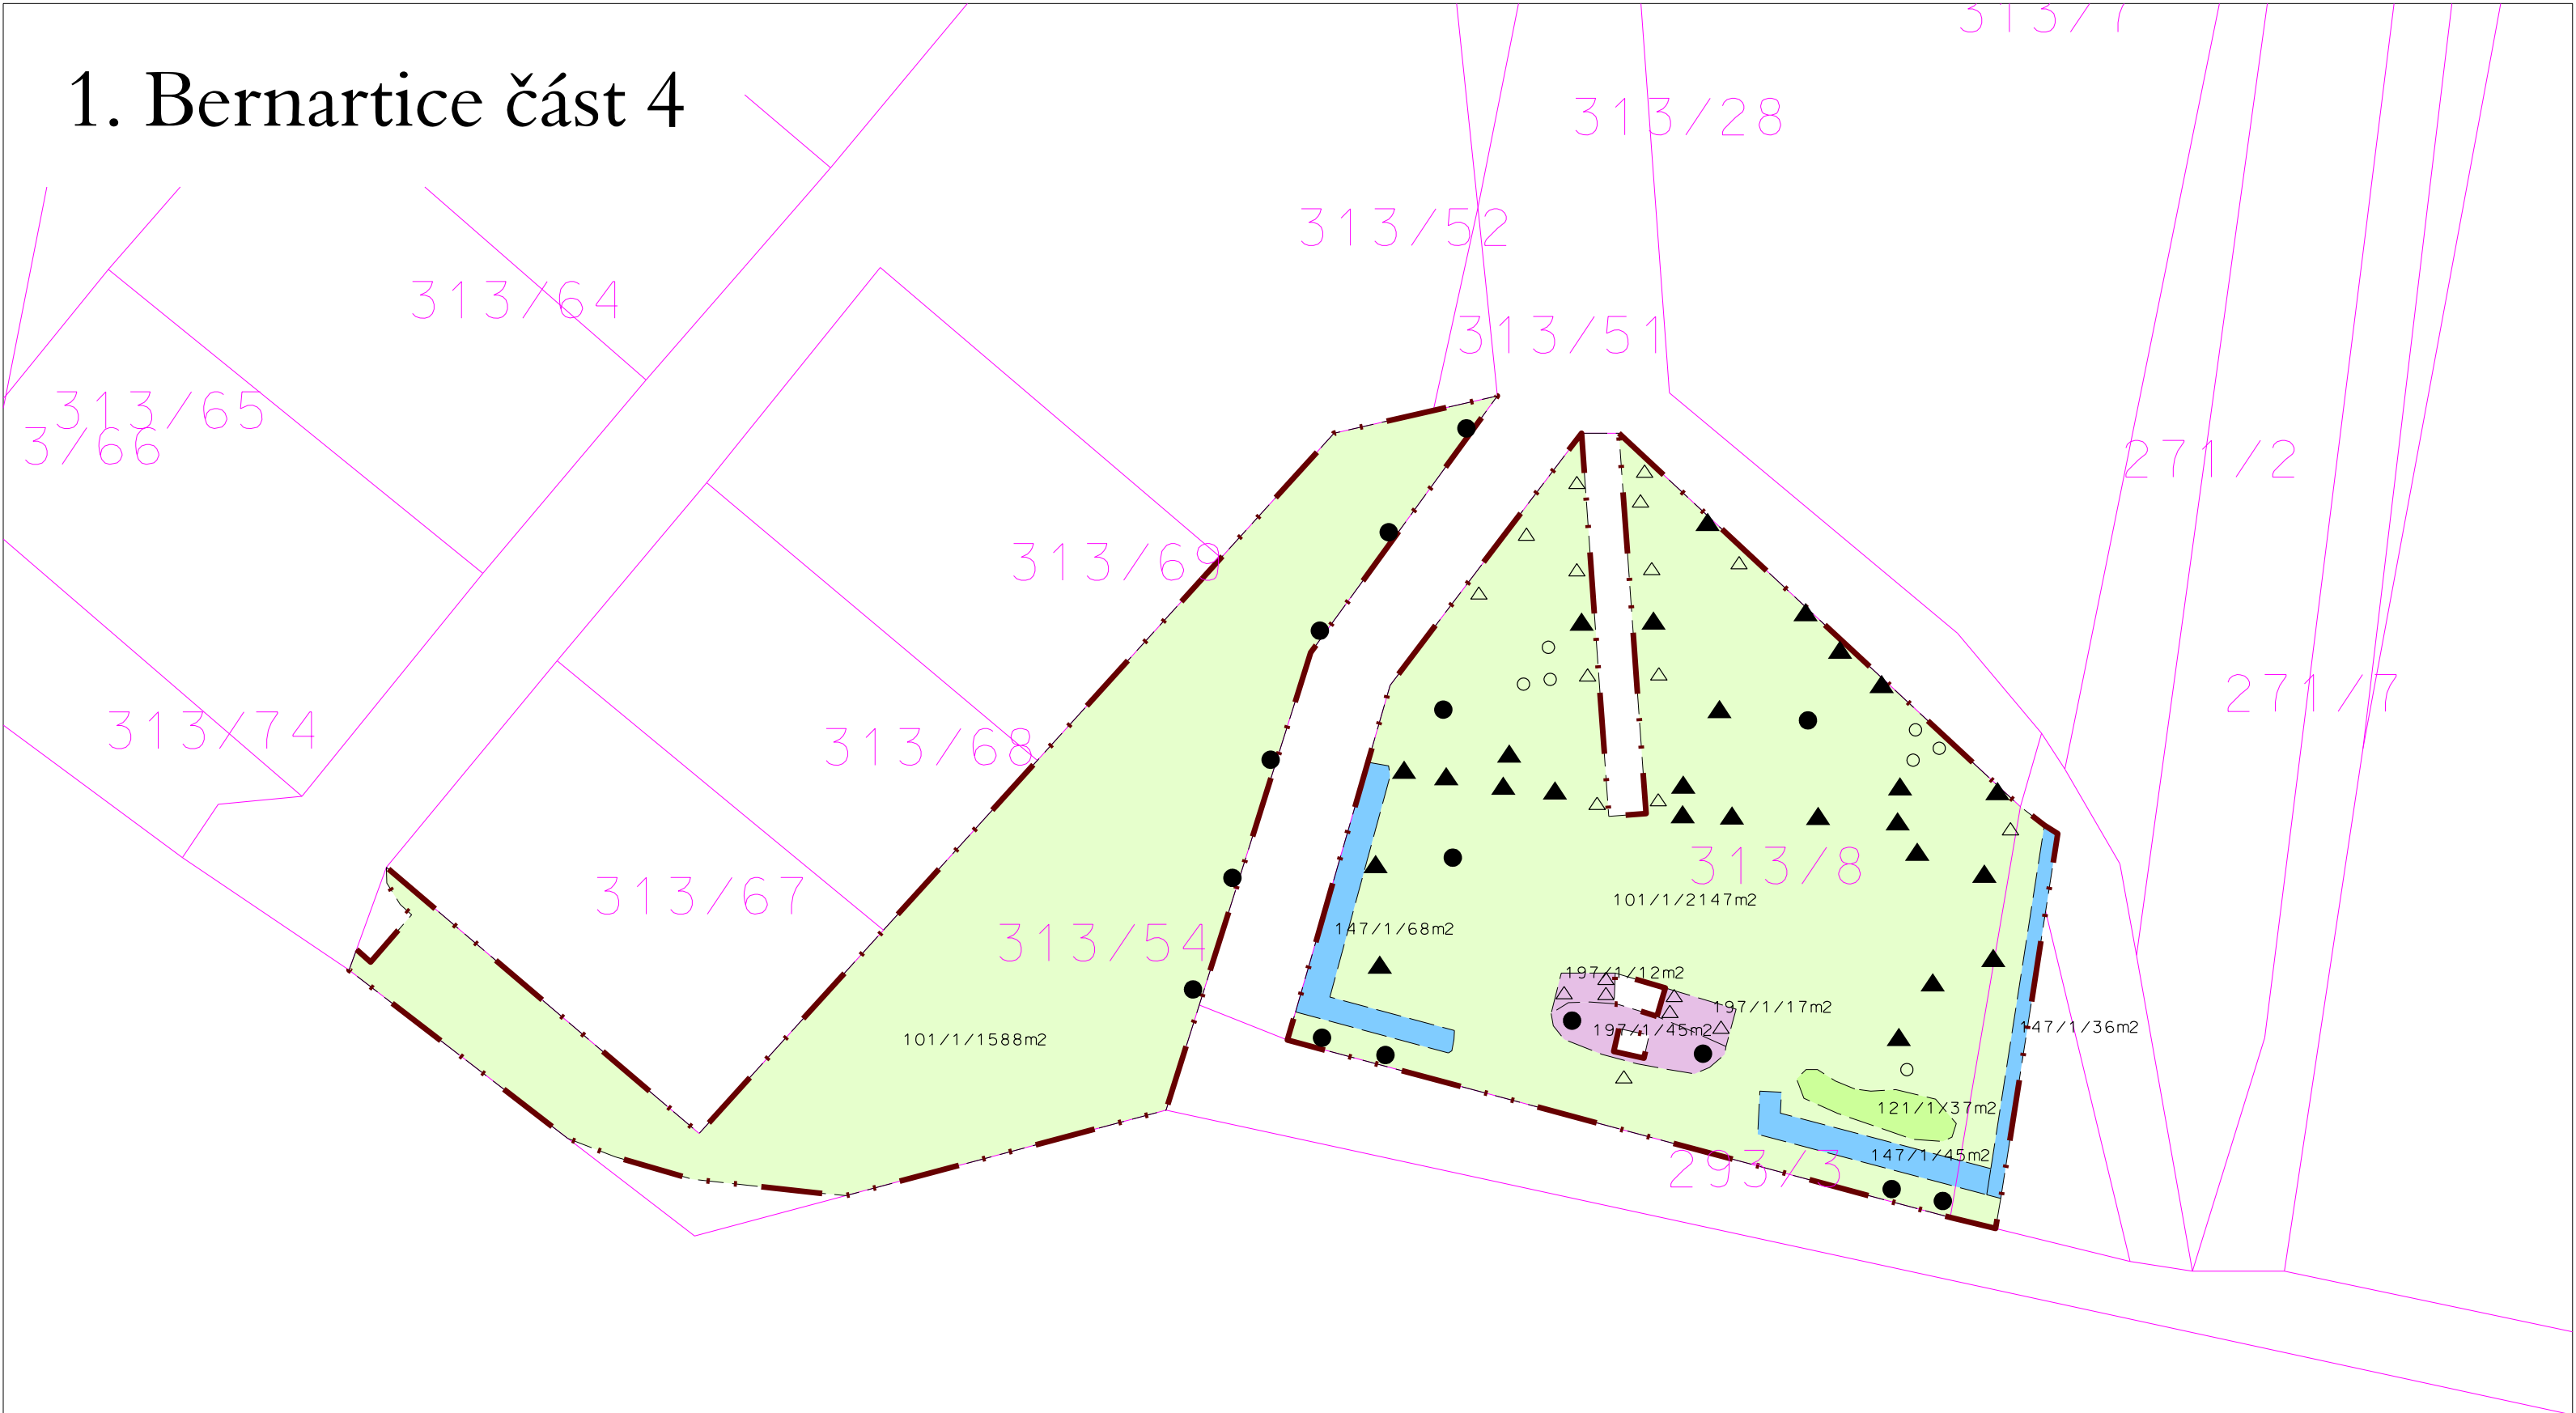 1. Bernartice část 4
313/7
313/28
313/52
313/64
313/51
313/65
3/66
271/2
313/69
271/7
313/74
313/68
313/8
313/67
101/1/2147m2
147/1/68m2
313/54
197/1/12m2
197/1/17m2
197/1/45m2
147/1/36m2
101/1/1588m2
121/1/37m2
147/1/45m2
293/3